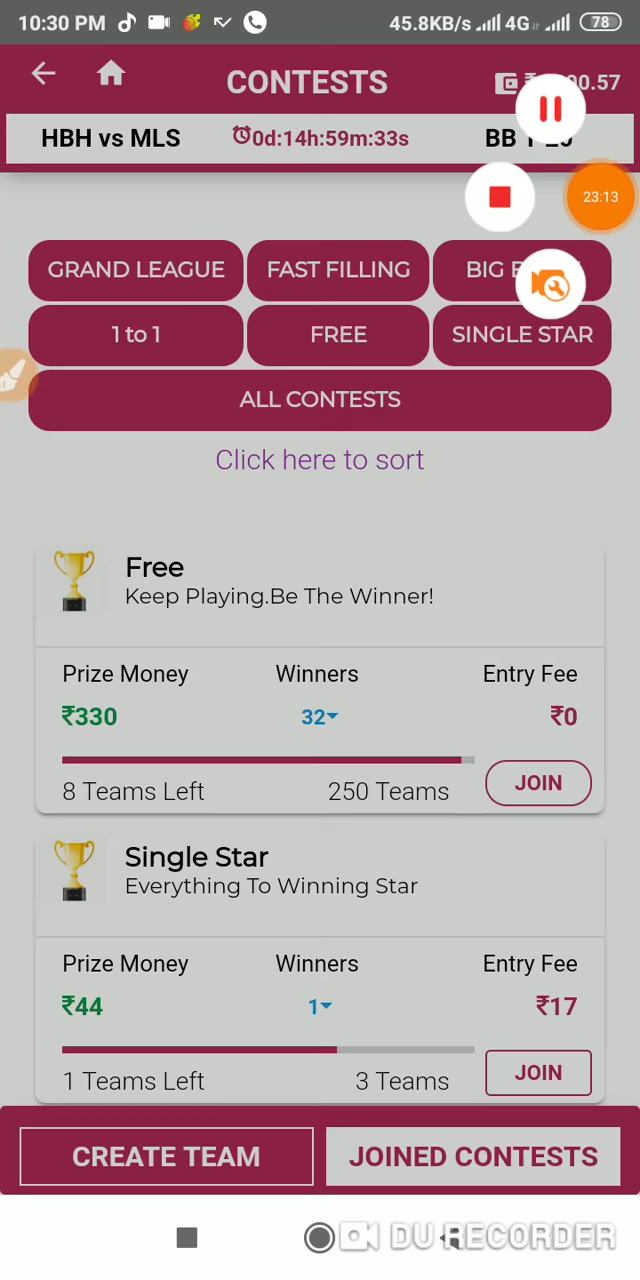 10:30 PM 45.8KB/s 4G 78
CONTESTS 00.57
HBH vs MLS 0d:14h:59m:33s BB
23:13
GRAND LEAGUE FAST FILLING BIG
1 to 1 FREE SINGLE STAR
ALL CONTESTS
Click here to sort
Free
Keep Playing.Be The Winner!
Prize Money Winners Entry Fee
₹330 32 ₹0
8 Teams Left 250 Teams JOIN
Single Star
Everything To Winning Star
Prize Money Winners Entry Fee
₹44 1 ₹17
1 Teams Left 3 Teams JOIN
CREATE TEAM JOINED CONTESTS
DU RECORDER